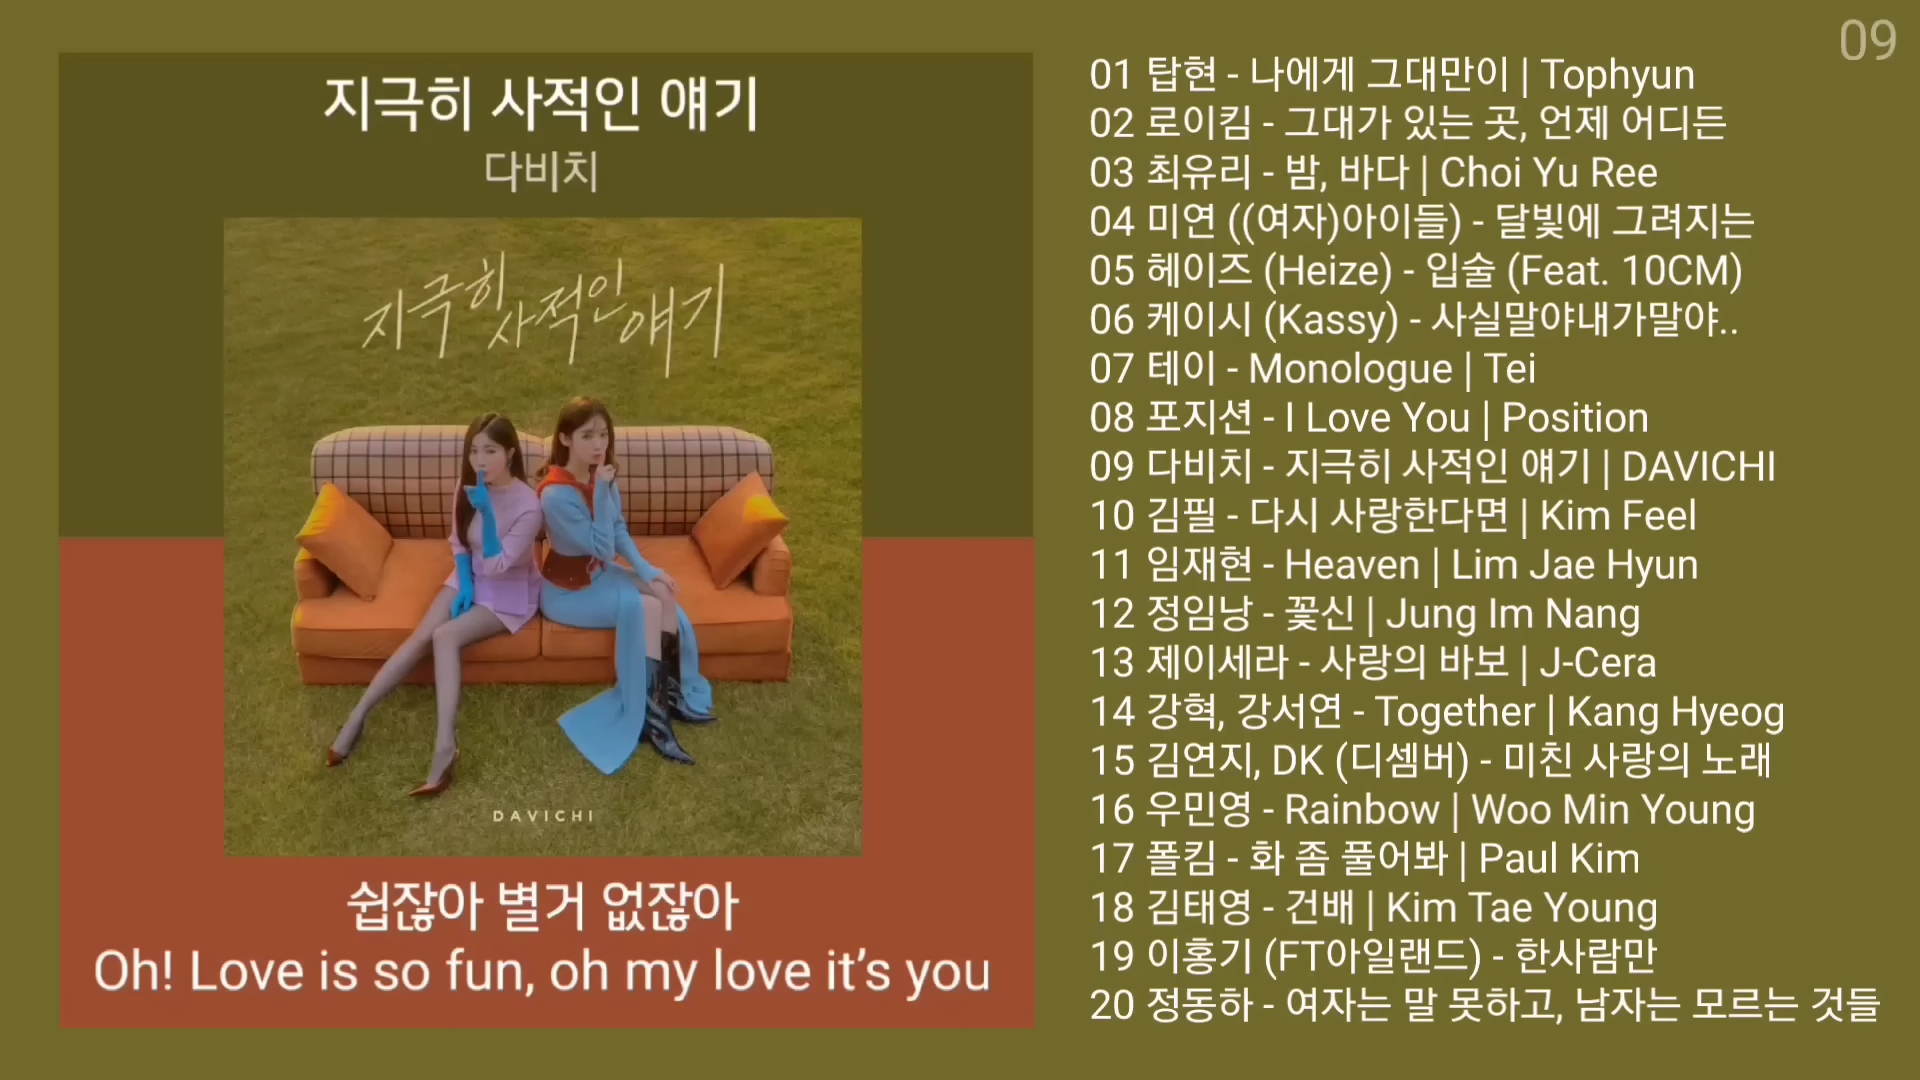 09
지극히 사적인 얘기
다비치
지극히 사적인 얘기
DAVICHI
쉽잖아 별거 없잖아
Oh! Love is so fun, oh my love it's you
01 탑현 - 나에게 그대만이 | Tophyun
02 로이킴 - 그대가 있는 곳, 언제 어디든
03 최유리 - 밤, 바다 | Choi Yu Ree
04 미연 ((여자)아이들) - 달빛에 그려지는
05 헤이즈 (Heize) - 입술 (Feat. 10CM)
06 케이시 (Kassy) - 사실말야내가말야..
07 테이 - Monologue | Tei
08 포지션 - I Love You | Position
09 다비치 - 지극히 사적인 얘기 | DAVICHI
10 김필 - 다시 사랑한다면 | Kim Feel
11 임재현 - Heaven | Lim Jae Hyun
12 정임낭 - 꽃신 | Jung Im Nang
13 제이세라 - 사랑의 바보 | J-Cera
14 강혁, 강서연 - Together | Kang Hyeog
15 김연지, DK (디셈버) - 미친 사랑의 노래
16 우민영 - Rainbow | Woo Min Young
17 폴킴 - 화 좀 풀어봐 | Paul Kim
18 김태영 - 건배 | Kim Tae Young
19 이홍기 (FT아일랜드) - 한사람만
20 정동하 - 여자는 말 못하고, 남자는 모르는 것들